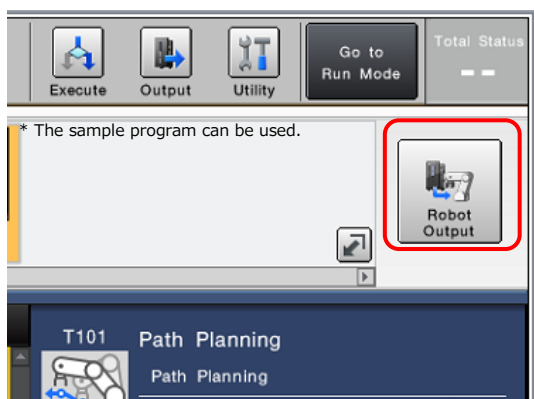 Execute
Output
Utility
Go to
Run Mode
Total Status
--
* The sample program can be used.
Robot
Output
T101
Path Planning
Path Planning